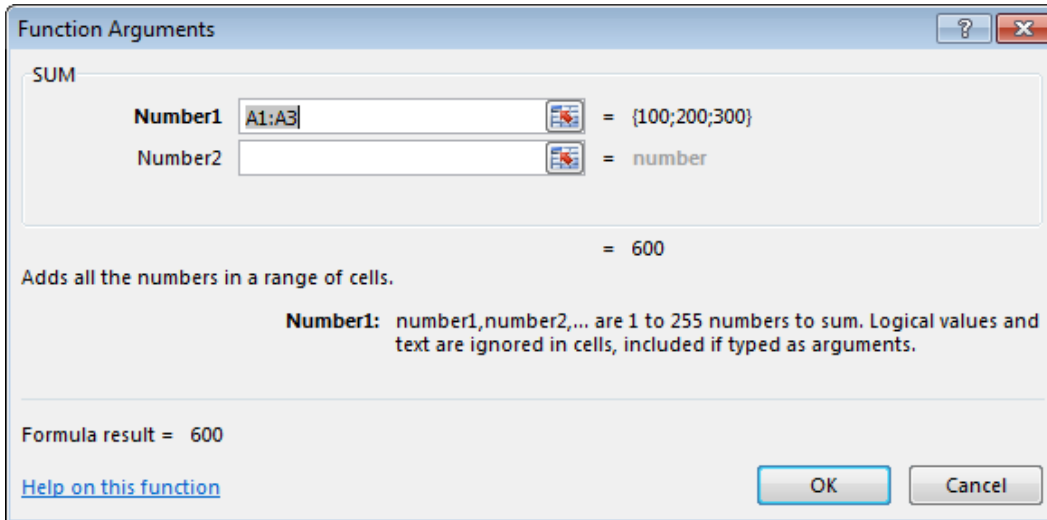 Function Arguments ?
SUM
Number1 A1:A3 = {100;200;300}
Number2 = number
= 600
Adds all the numbers in a range of cells.
Number1: number1,number2,... are 1 to 255 numbers to sum. Logical values and
text are ignored in cells, included if typed as arguments.
Formula result = 600
Help on this function OK Cancel